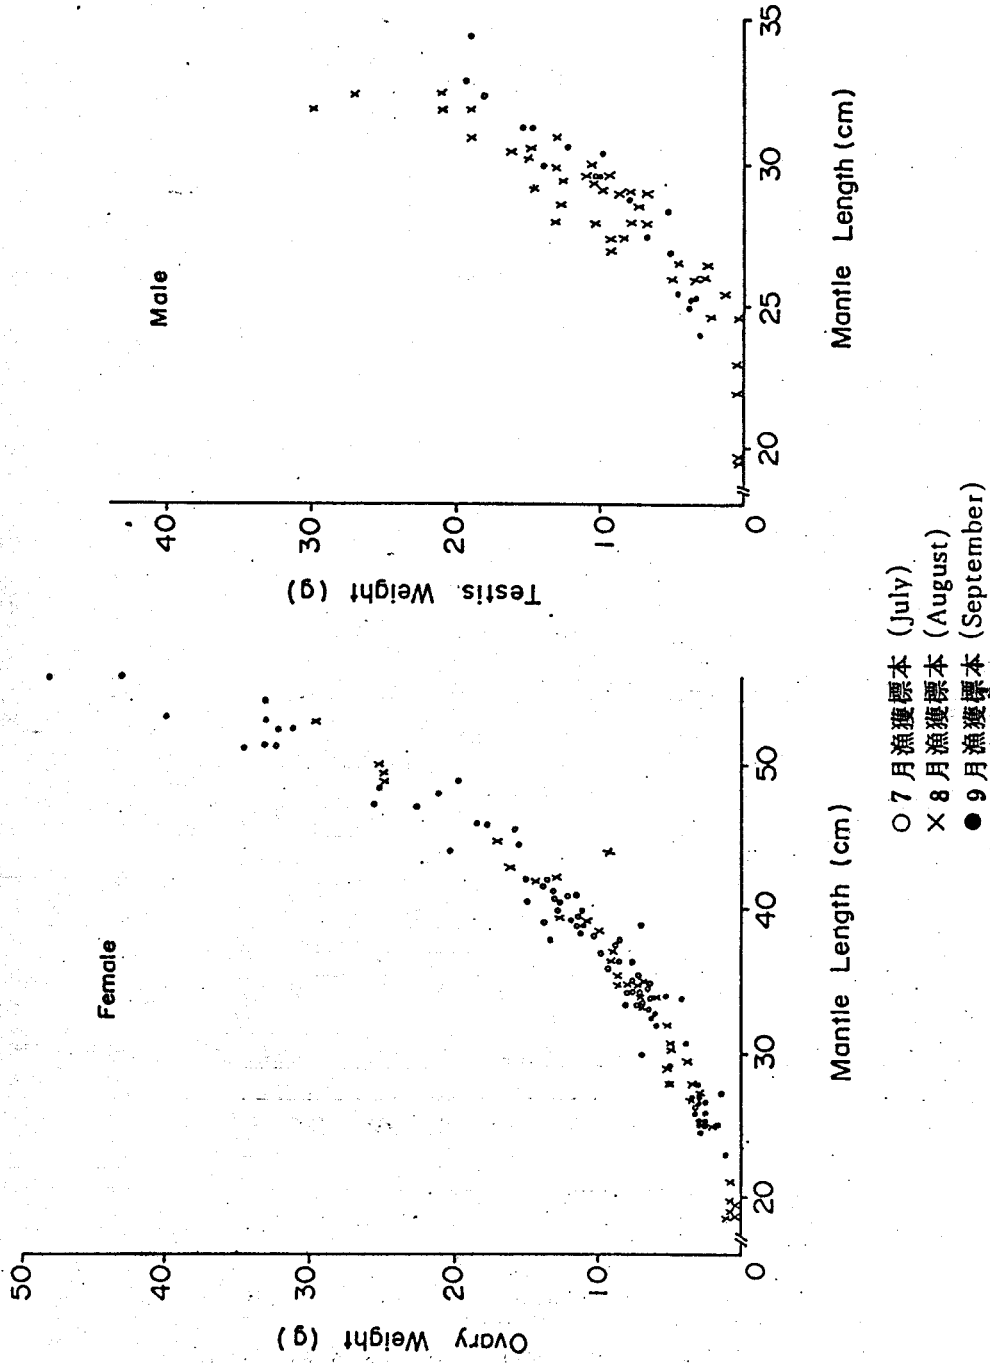 Female
Ovary Weight (g)
50
40
30
20
10
0
20
30
40
50
Mantle Length (cm)
Male
Testis Weight (g)
40
30
20
10
0
20
25
30
35
Mantle Length (cm)
○ 7月漁獲標本 (July)
× 8月漁獲標本 (August)
● 9月漁獲標本 (September)